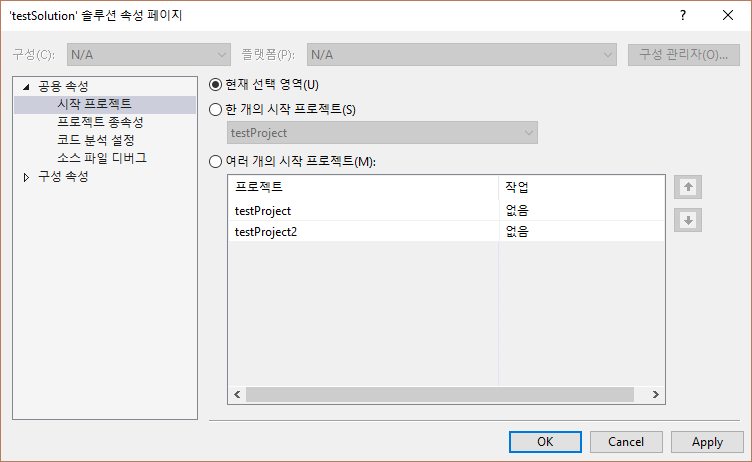 'testSolution' 솔루션 속성 페이지
구성(C): N/A 플랫폼(P): N/A 구성 관리자(O)...
공용 속성
시작 프로젝트
프로젝트 종속성
코드 분석 설정
소스 파일 디버그
구성 속성
현재 선택 영역(U)
한 개의 시작 프로젝트(S)
testProject
여러 개의 시작 프로젝트(M):
프로젝트 작업
testProject 없음
testProject2 없음
OK Cancel Apply